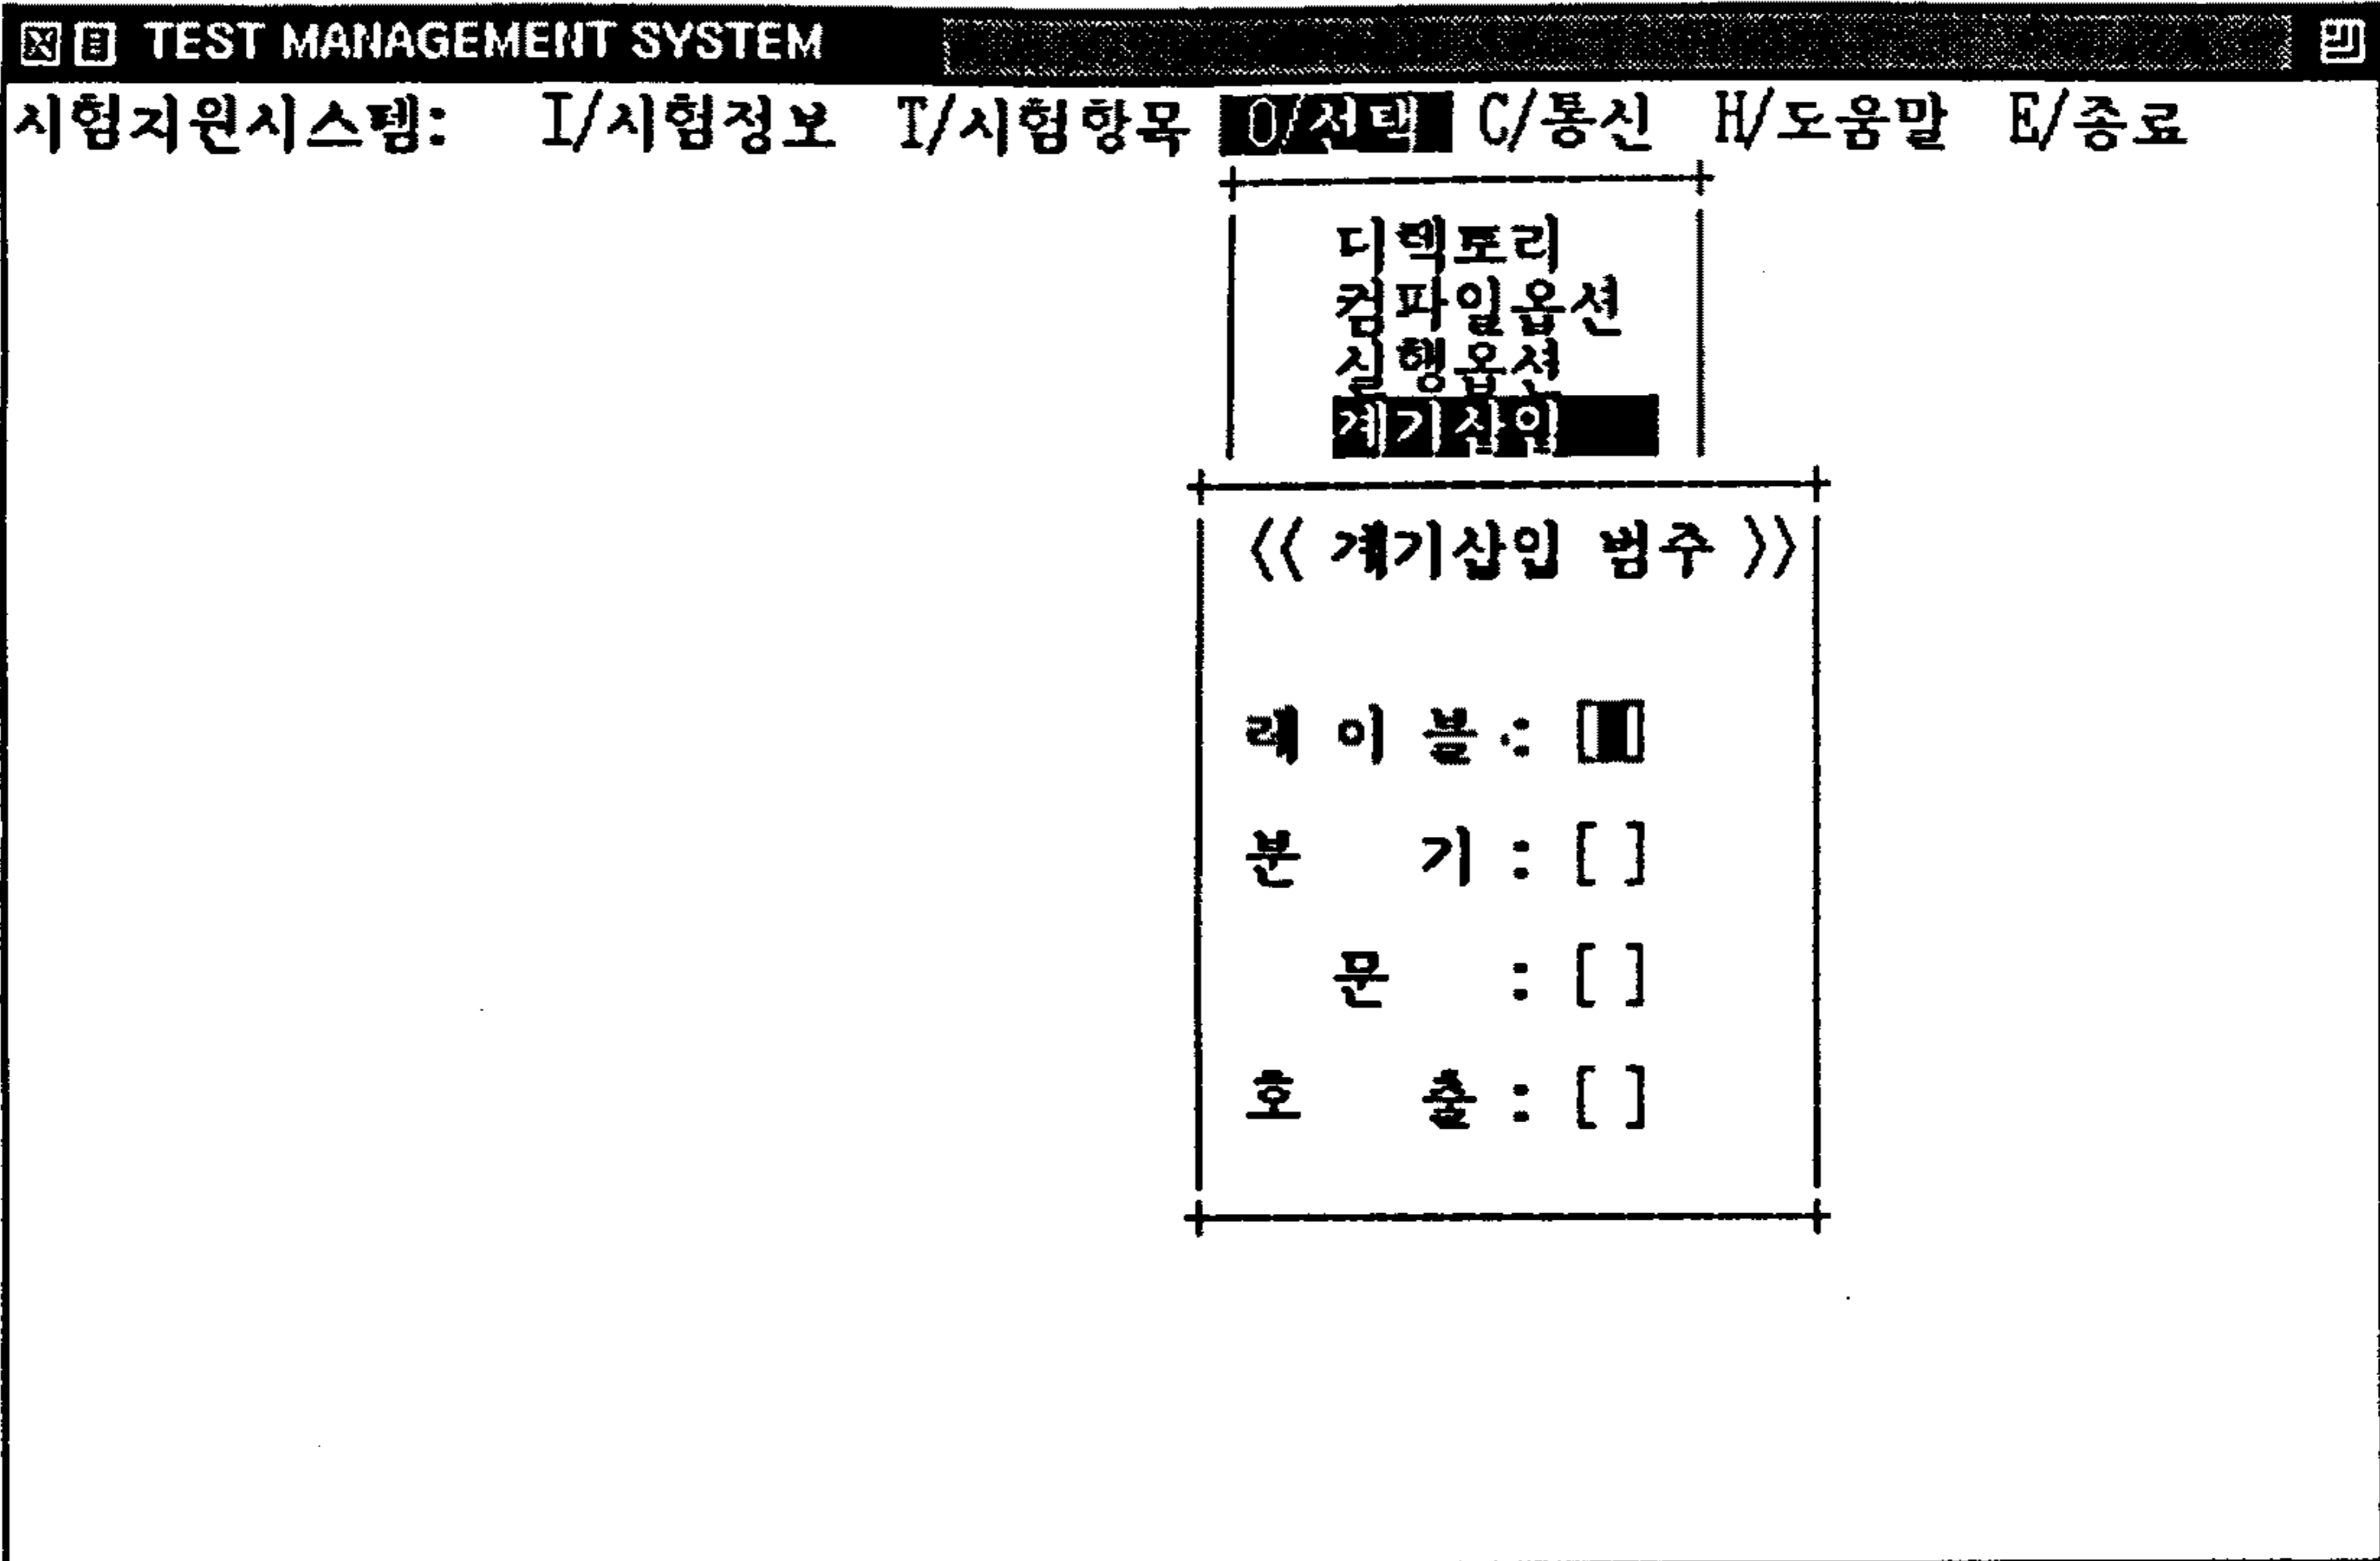 TEST MANAGEMENT SYSTEM
시험지원시스템: I/시험정보 T/시험항목 O/선택 C/통신 H/도움말 E/종료
디렉토리
컴파일옵션
실행옵션
계기삽입
<< 계기삽입 범주 >>
레이블 : [ ]
분기 : [ ]
문 : [ ]
호출 : [ ]